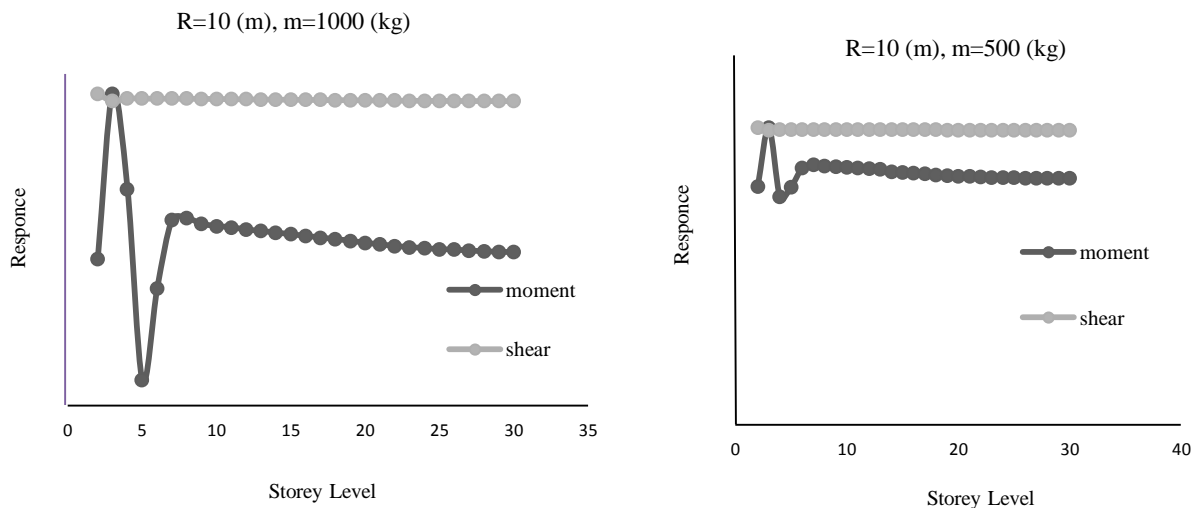 R=10 (m), m=1000 (kg)
Responce
moment
shear
0 5 10 15 20 25 30 35
Storey Level
R=10 (m), m=500 (kg)
Responce
moment
shear
0 10 20 30 40
Storey Level